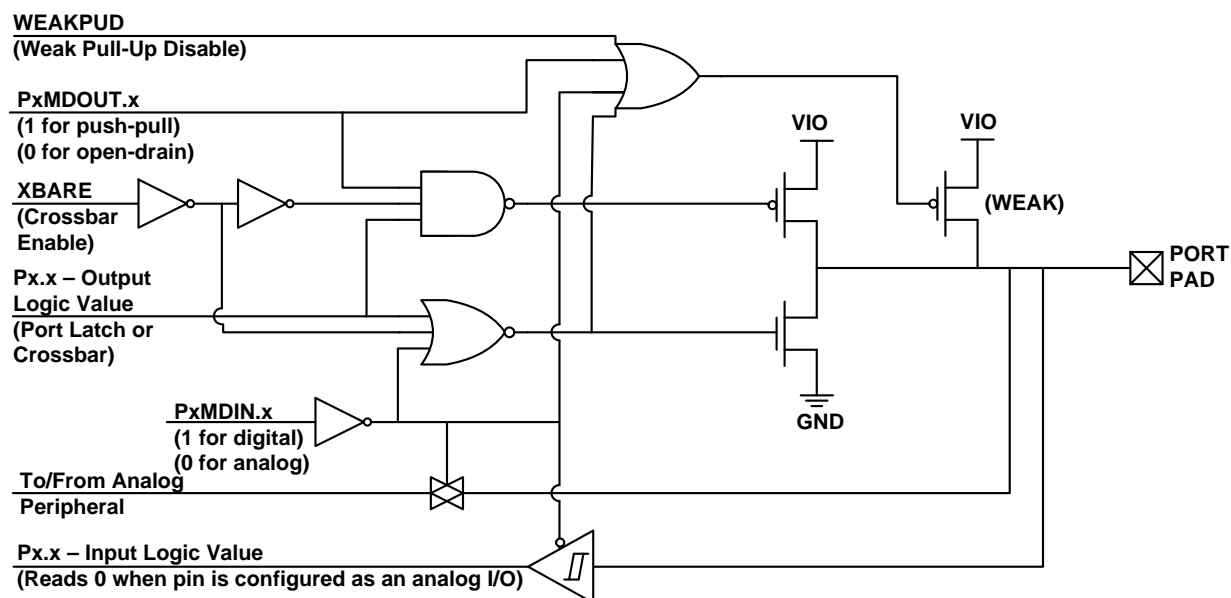 WEAKPUD
(Weak Pull-Up Disable)
PxMDOUT.x
(1 for push-pull)
(0 for open-drain)
XBARE
(Crossbar
Enable)
Px.x – Output
Logic Value
(Port Latch or
Crossbar)
PxMDIN.x
(1 for digital)
(0 for analog)
To/From Analog
Peripheral
Px.x – Input Logic Value
(Reads 0 when pin is configured as an analog I/O)
VIO
VIO
(WEAK)
GND
PORT
PAD